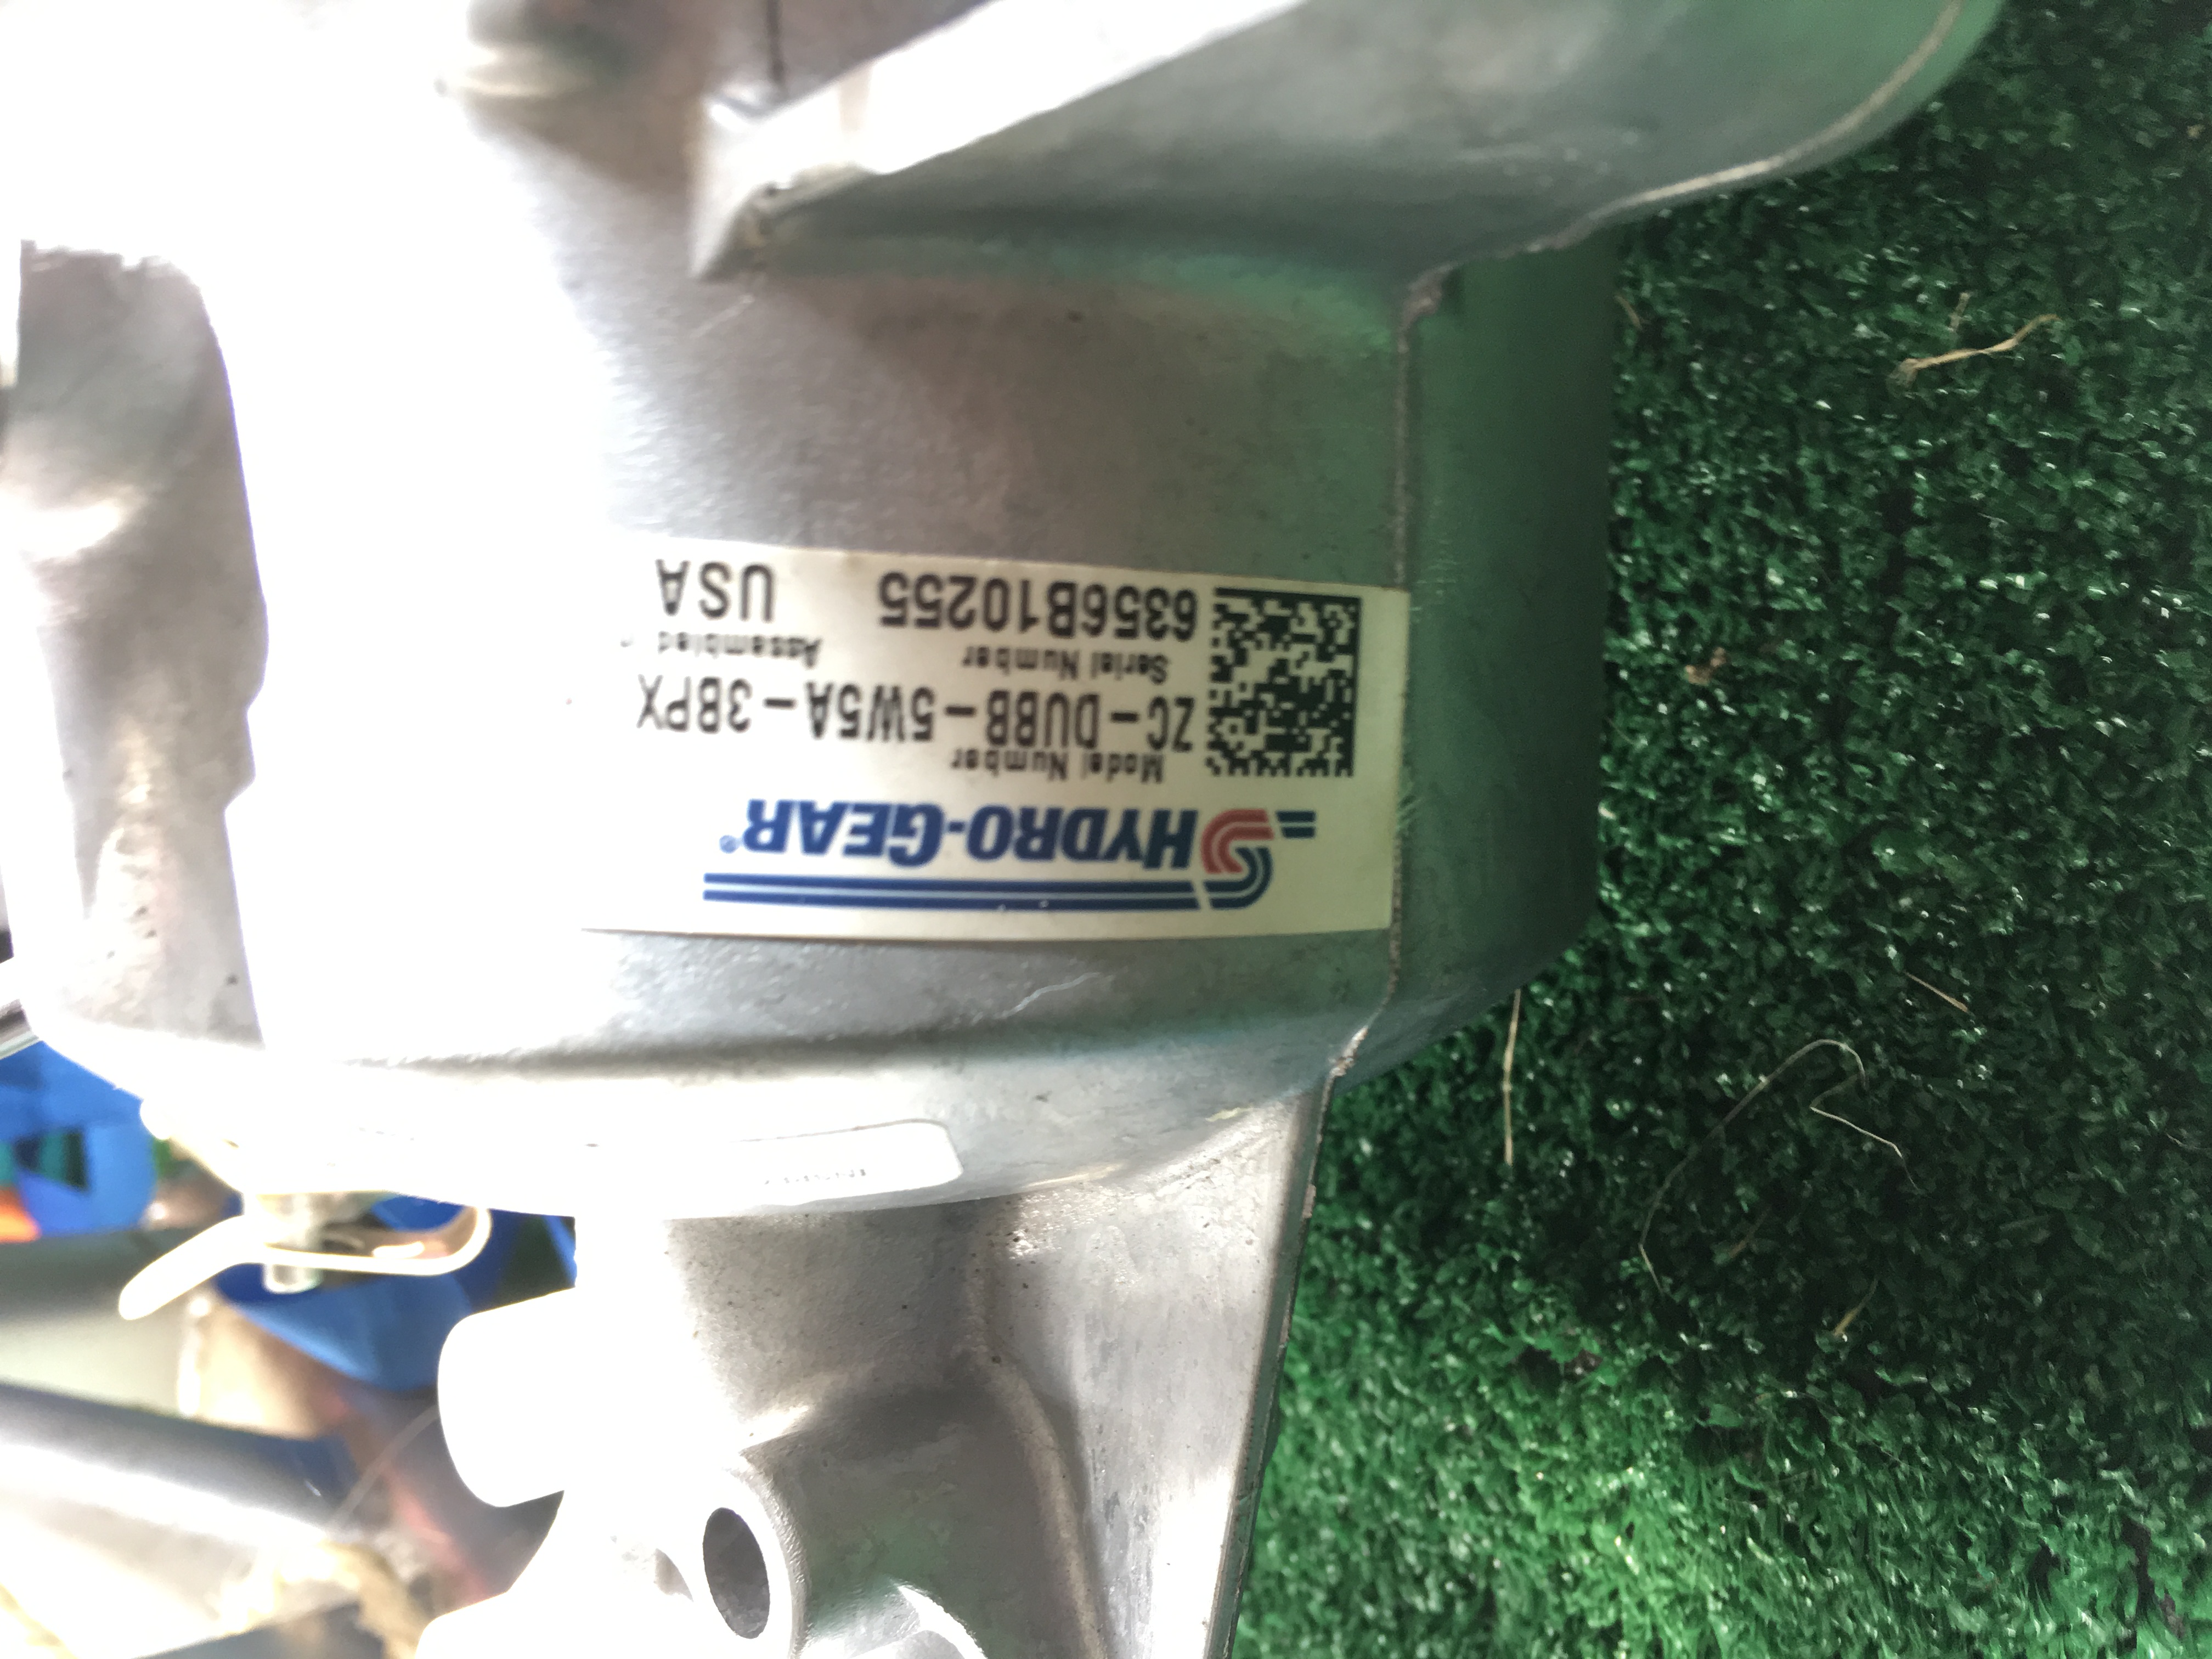 HYDRO-GEAR®
Model Number
ZC-DUBB-5W5A-3BPX
Serial Number Assembled
6356B10255 USA